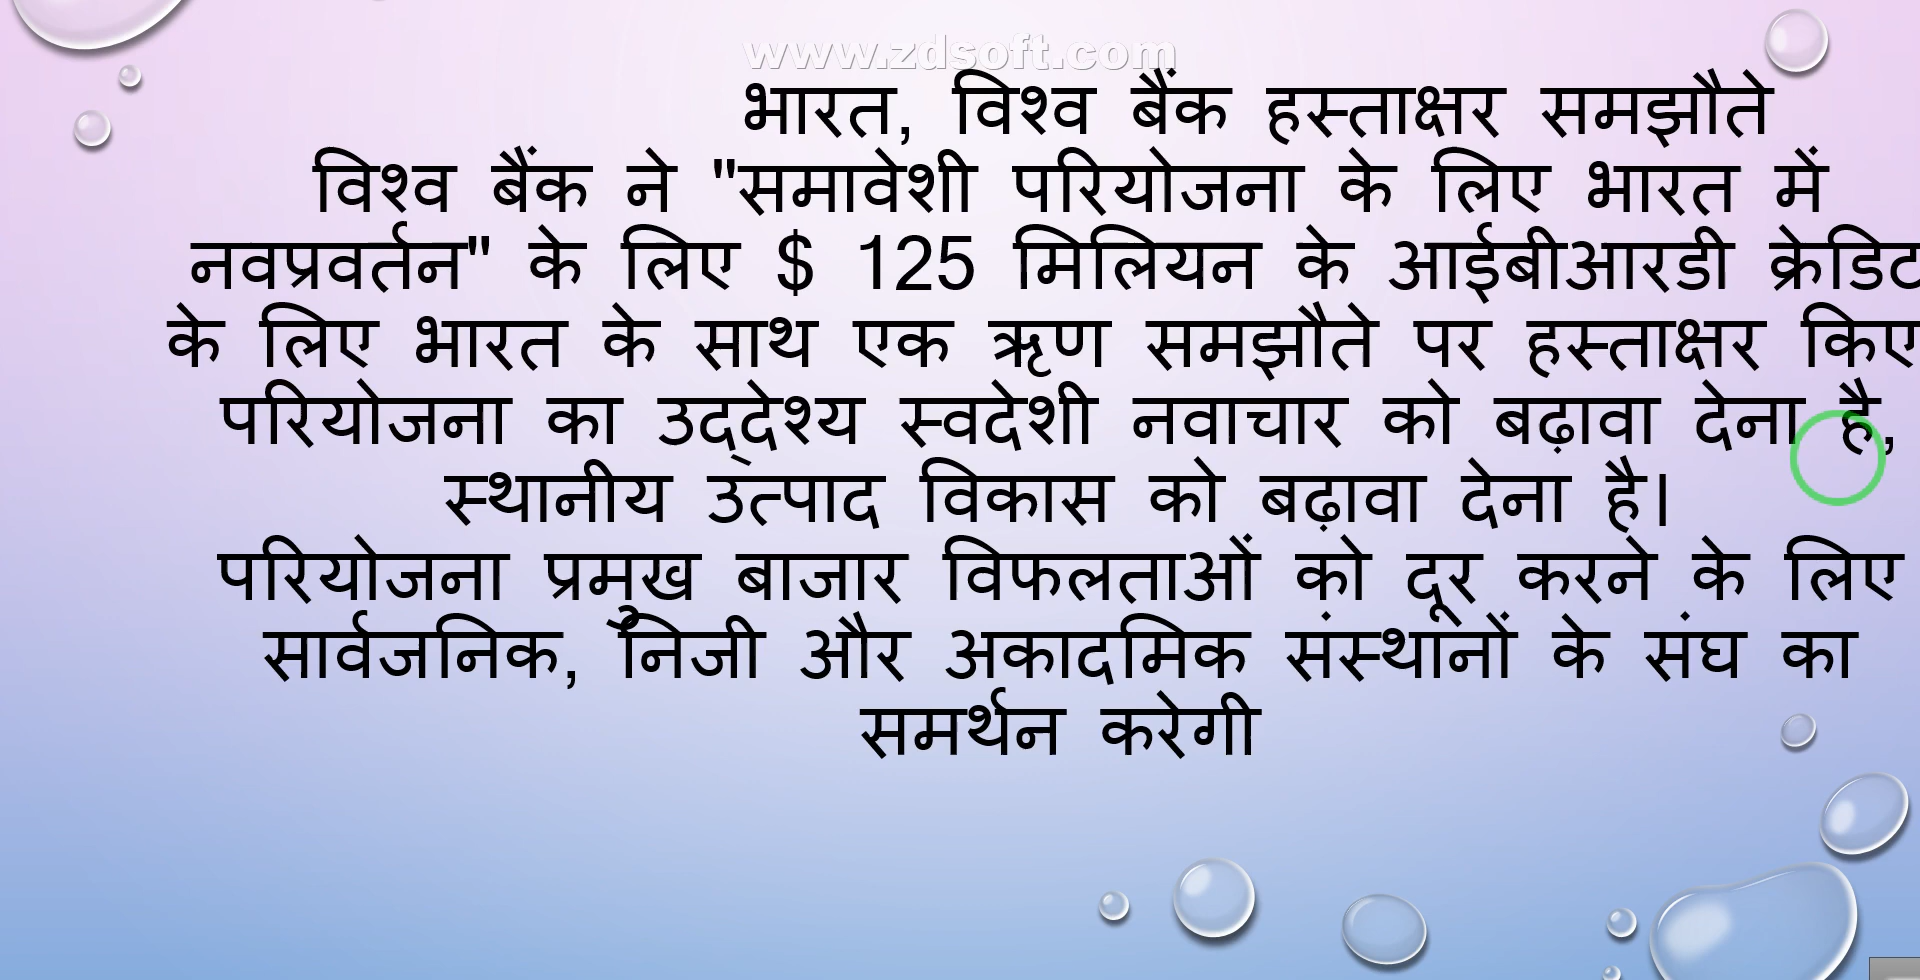 www.zdsoft.com
भारत, विश्व बैंक हस्ताक्षर समझौते
विश्व बैंक ने "समावेशी परियोजना के लिए भारत में
नवप्रवर्तन" के लिए $ 125 मिलियन के आईबीआरडी क्रेडिट
के लिए भारत के साथ एक ऋण समझौते पर हस्ताक्षर किए
परियोजना का उद्देश्य स्वदेशी नवाचार को बढ़ावा देना है,
स्थानीय उत्पाद विकास को बढ़ावा देना है।
परियोजना प्रमुख बाजार विफलताओं को दूर करने के लिए
सार्वजनिक, निजी और अकादमिक संस्थानों के संघ का
समर्थन करेगी